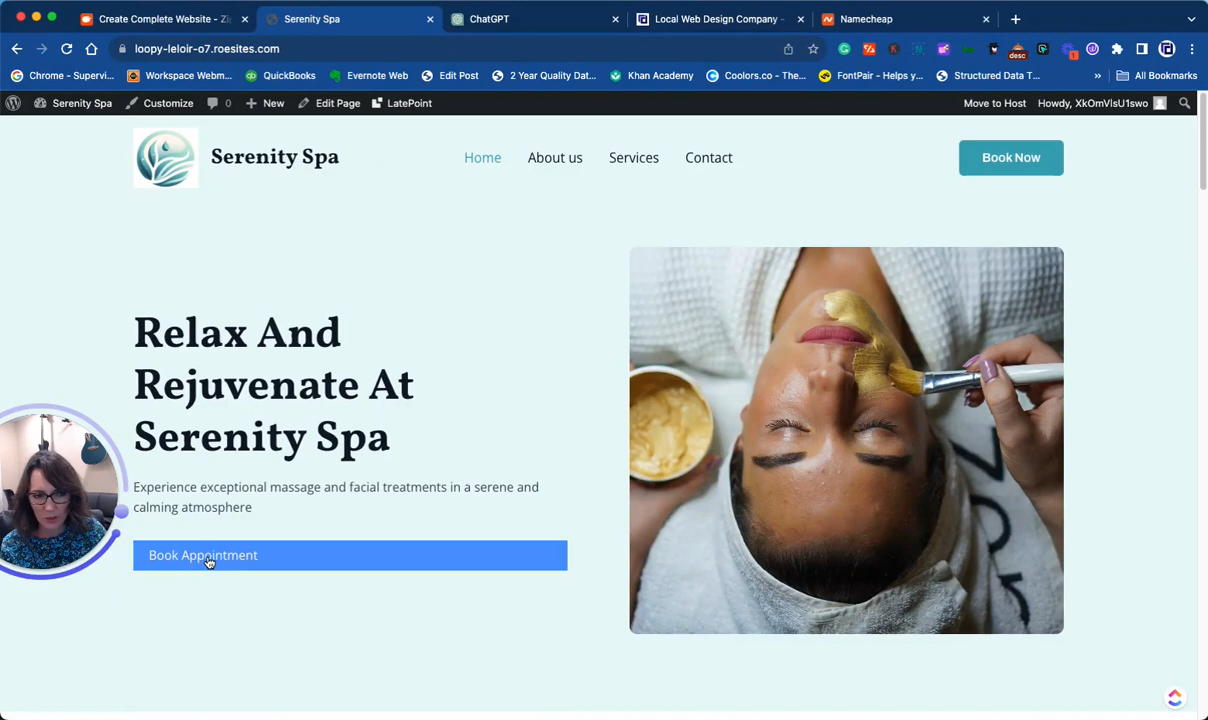 Create Complete Website - Zip
Serenity Spa
ChatGPT
Local Web Design Company -
Namecheap
loopy-leloir-o7.roesites.com
desc
1
Chrome - Supervi...
Workspace Webm...
QuickBooks
Evernote Web
Edit Post
2 Year Quality Dat...
Khan Academy
Coolors.co - The...
FontPair - Helps y...
Structured Data T...
»
All Bookmarks
Serenity Spa
Customize
0
New
Edit Page
LatePoint
Move to Host
Howdy, XkOmVlsU1swo
Serenity Spa
Home
About us
Services
Contact
Book Now
Relax And
Rejuvenate At
Serenity Spa
Experience exceptional massage and facial treatments in a serene and
calming atmosphere
Book Appointment